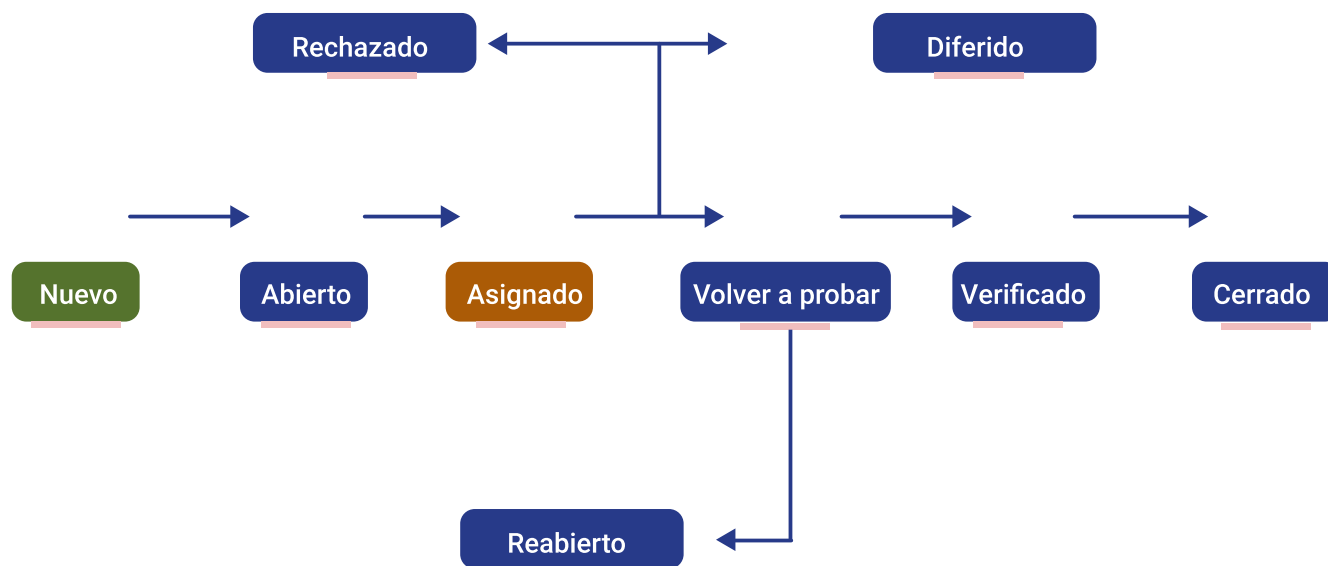 Rechazado
Diferido
Nuevo
Abierto
Asignado
Volver a probar
Verificado
Cerrado
Reabierto